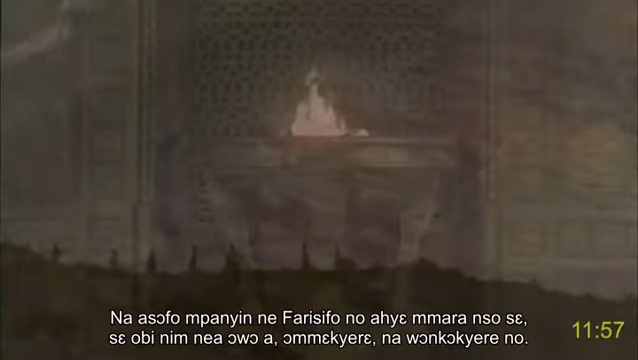 Na asɔfo mpanyin ne Farisifo no ahyɛ mmara nso sɛ,
sɛ obi nim nea ɔwɔ a, ɔmmɛkyerɛ, na wɔnkɔkyere no.
11:57